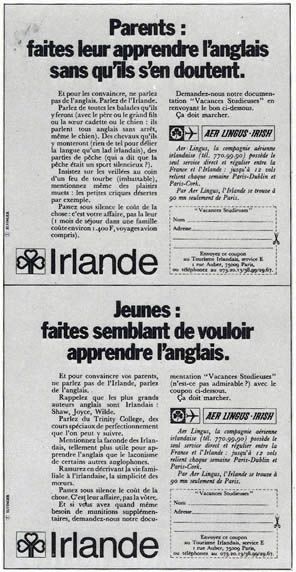 Parents :
faites leur apprendre l'anglais
sans qu'ils s'en doutent.
Et pour les convaincre, ne parlez
pas de l'anglais. Parlez de l'Irlande.
Parlez de toutes les balades qu'ils
y feront (avec le père ou le grand fils
ou la sœur cadette ou le chien : ils
parlent tous anglais sans arrêt,
même le chien). Des chevaux qu'ils
y monteront (rien de tel pour délier
la langue qu'un lad irlandais), des
parties de pêche (qui a dit que la
pêche était un sport silencieux ?).
Insistez sur les veillées au coin
d'un feu de tourbe (imbattable),
mentionnez même des plaisirs
muets : les petites criques désertes
par exemple.
Passez sous silence le coût de la
chose : c'est votre affaire, pas la leur
(1 mois de séjour dans une famille
coûte environ 1.400 F, voyages avion
compris).
Demandez-nous notre documen-
tation "Vacances Studieuses" en
renvoyant le bon ci-dessous.
Ça doit marcher.
AER LINGUS·IRISH
Aer Lingus, la compagnie aérienne
irlandaise (tél. 770.99.90) possède le
seul service direct et régulier entre la
France et l'Irlande : jusqu'à 12 vols
relient chaque semaine Paris-Dublin et
Paris-Cork.
Par Aer Lingus, l'Irlande se trouve à
90 mn seulement de Paris.
"Vacances Studieuses"
Nom
Adresse
Envoyez ce coupon
au Tourisme Irlandais, service E
1 rue Auber, 75009 Paris,
ou téléphonez au 073.20.13/58.99/29.67.
Irlande
Jeunes :
faites semblant de vouloir
apprendre l'anglais.
Et pour convaincre vos parents,
ne parlez pas de l'Irlande, parlez
de l'anglais.
Rappelez que les plus grands
auteurs anglais sont Irlandais :
Shaw, Joyce, Wilde.
Parlez du Trinity College, des
cours spéciaux de perfectionnement
que l'on peut y suivre.
Mentionnez la faconde des Irlan-
dais, tellement plus utile pour ap-
prendre l'anglais que le laconisme
de certains autres anglophones.
Rassurez en décrivant la vie fami-
liale à l'irlandaise, la simplicité des
mœurs.
Passez sous silence le coût de la
chose. C'est leur affaire, pas la vôtre.
Et si vous avez quand même
besoin de munitions supplémen-
taires, demandez-nous notre docu-
mentation "Vacances Studieuses"
(n'est-ce pas admirable ?) avec le
coupon ci-dessous.
Ça doit marcher.
AER LINGUS·IRISH
Aer Lingus, la compagnie aérienne
irlandaise (tél. 770.99.90) possède le
seul service direct et régulier entre la
France et l'Irlande : jusqu'à 12 vols
relient chaque semaine Paris-Dublin et
Paris-Cork.
Par Aer Lingus, l'Irlande se trouve à
90 mn seulement de Paris.
"Vacances Studieuses"
Nom
Adresse
Envoyez ce coupon
au Tourisme Irlandais, service E
1 rue Auber, 75009 Paris,
ou téléphonez au 073.20.13/58.99/29.67.
Irlande